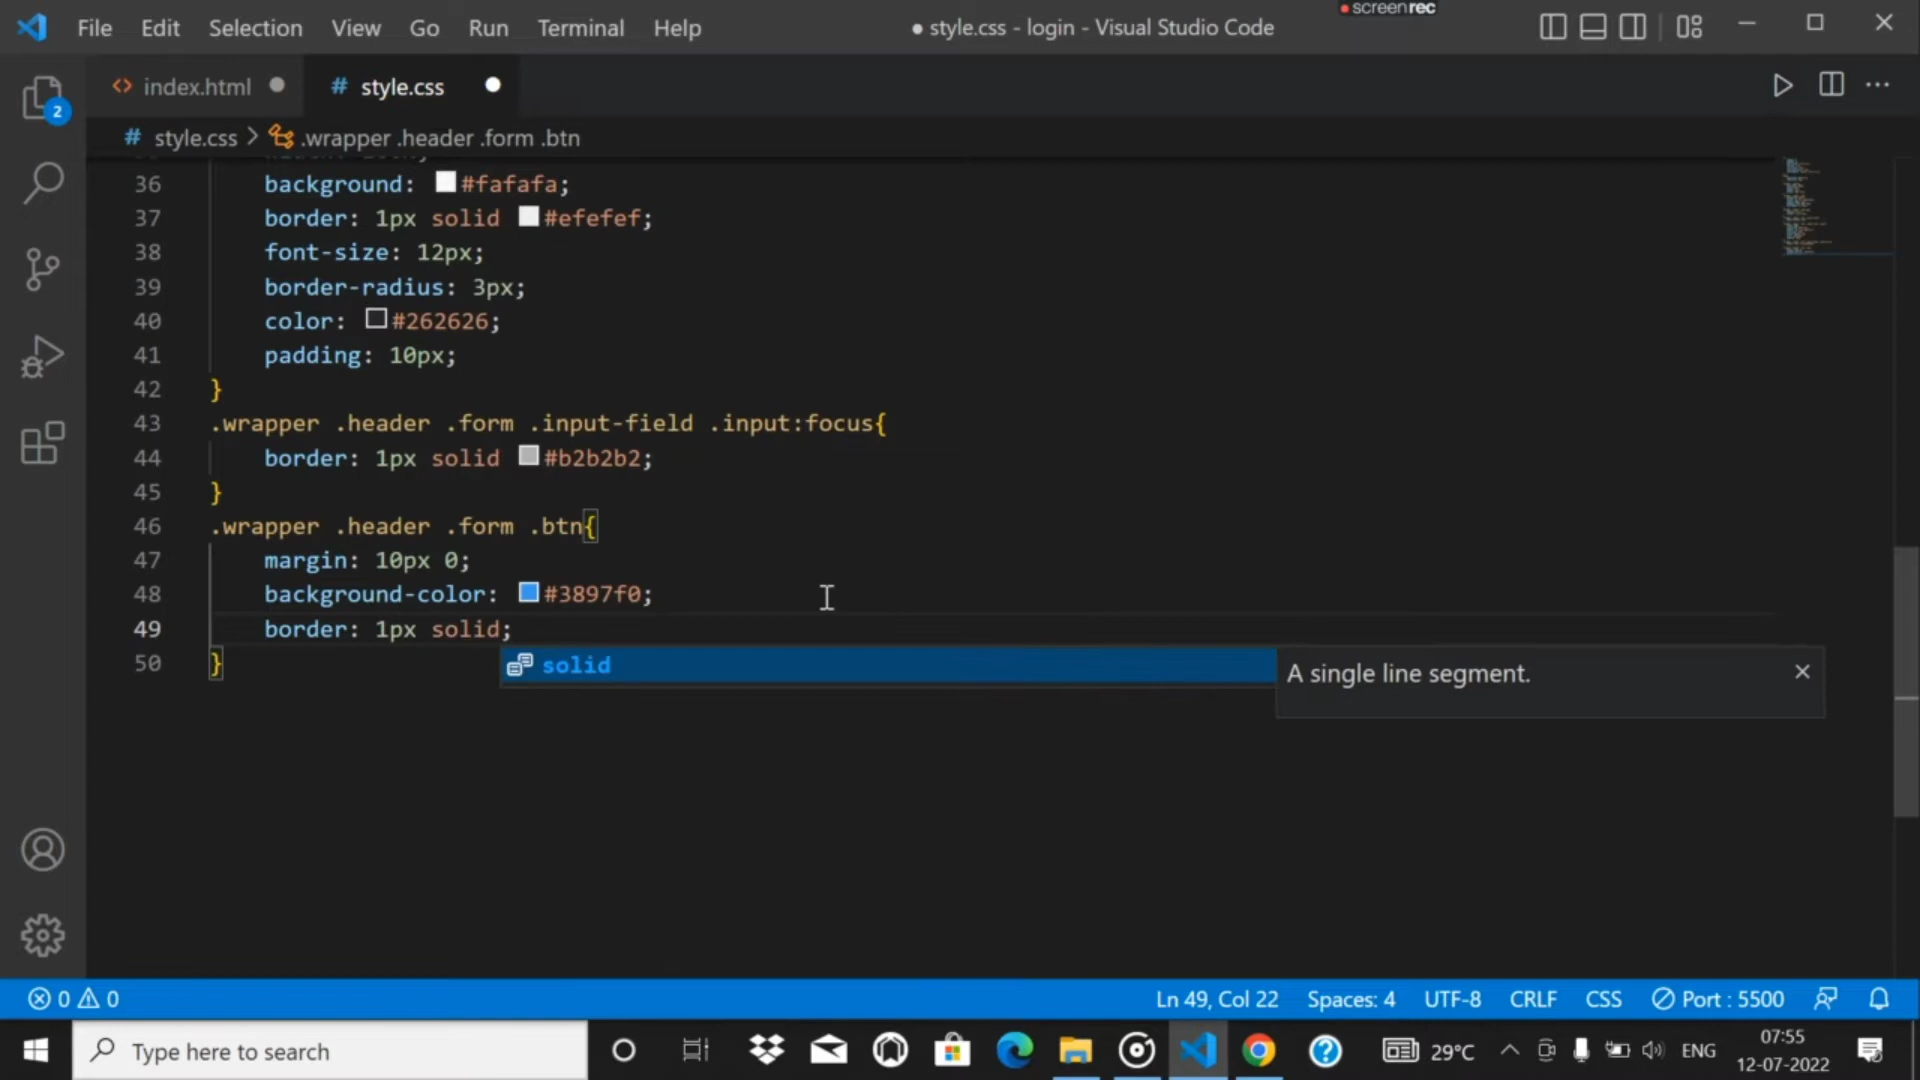 screenrec
File Edit Selection View Go Run Terminal Help
● style.css - login - Visual Studio Code
index.html
# style.css
2
# style.css > .wrapper .header .form .btn
36 background: #fafafa;
37 border: 1px solid #efefef;
38 font-size: 12px;
39 border-radius: 3px;
40 color: #262626;
41 padding: 10px;
42 }
43 .wrapper .header .form .input-field .input:focus{
44 border: 1px solid #b2b2b2;
45 }
46 .wrapper .header .form .btn{
47 margin: 10px 0;
48 background-color: #3897f0;
49 border: 1px solid;
50 }
solid
A single line segment.
0 0
Ln 49, Col 22 Spaces: 4 UTF-8 CRLF CSS Port : 5500
Type here to search
29°C
ENG
07:55
12-07-2022